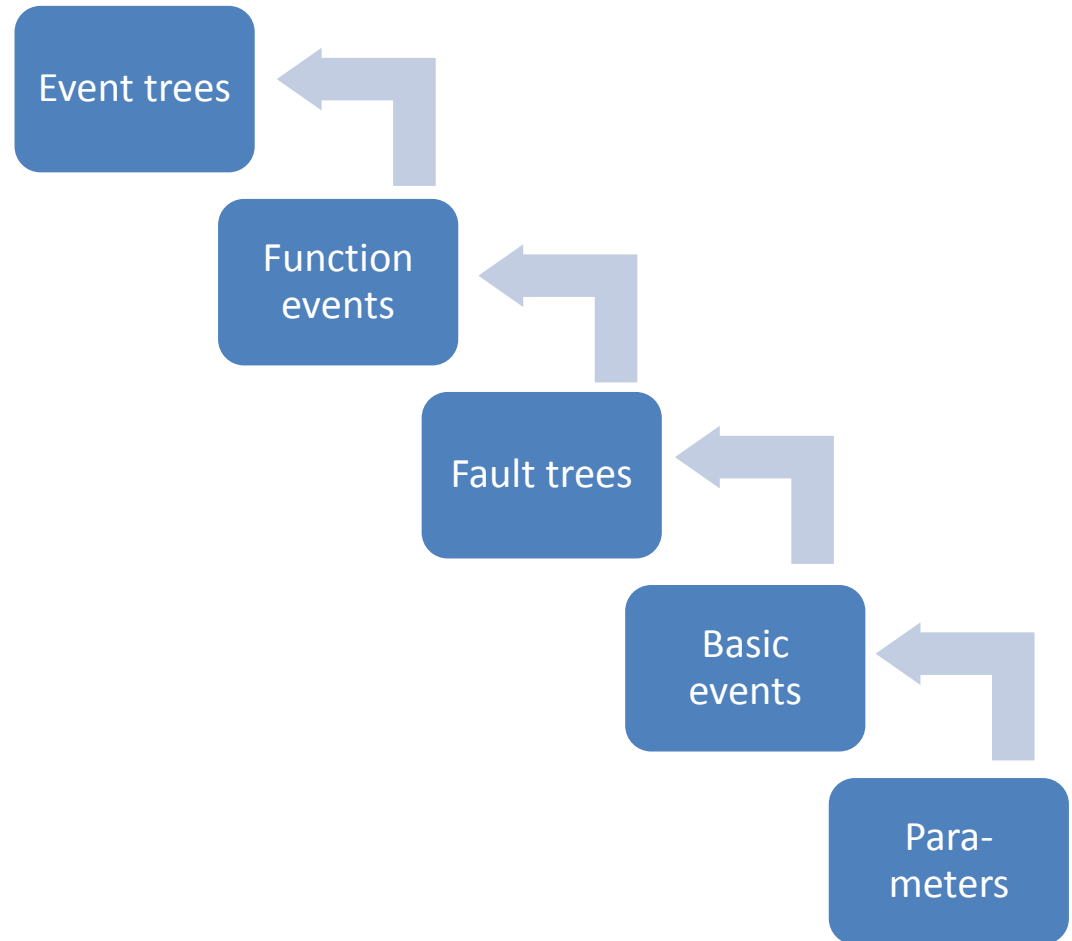 Event trees
Function
events
Fault trees
Basic
events
Para-
meters